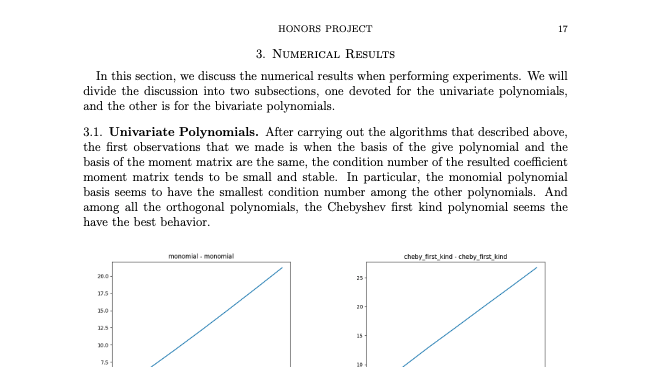 HONORS PROJECT 17
3. Numerical Results
In this section, we discuss the numerical results when performing experiments. We will
divide the discussion into two subsections, one devoted for the univariate polynomials,
and the other is for the bivariate polynomials.
3.1. Univariate Polynomials. After carrying out the algorithms that described above,
the first observations that we made is when the basis of the give polynomial and the
basis of the moment matrix are the same, the condition number of the resulted coefficient
moment matrix tends to be small and stable. In particular, the monomial polynomial
basis seems to have the smallest condition number among the other polynomials. And
among all the orthogonal polynomials, the Chebyshev first kind polynomial seems the
have the best behavior.
monomial - monomial
20.0
17.5
15.0
12.5
10.0
7.5
cheby_first_kind - cheby_first_kind
25
20
15
10